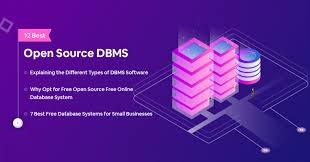 12 Best
Open Source DBMS
Explaining the Different Types of DBMS Software
Why Opt for Free Open Source Free Online
Database System
7 Best Free Database Systems for Small Businesses